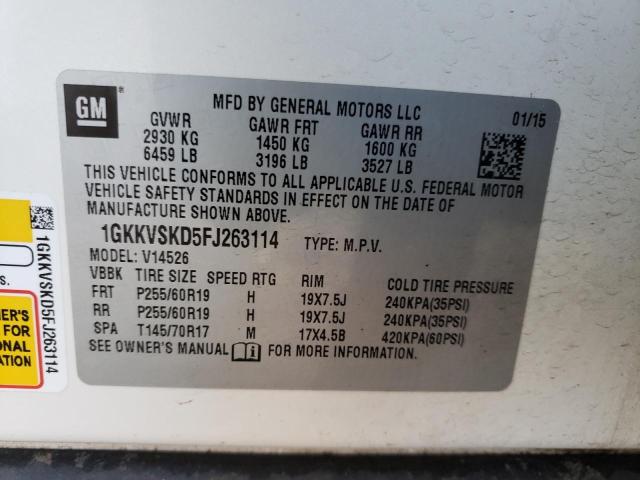 GM
MFD BY GENERAL MOTORS LLC 01/15
GVWR GAWR FRT GAWR RR
2930 KG 1450 KG 1600 KG
6459 LB 3196 LB 3527 LB
THIS VEHICLE CONFORMS TO ALL APPLICABLE U.S. FEDERAL MOTOR
VEHICLE SAFETY STANDARDS IN EFFECT ON THE DATE OF
MANUFACTURE SHOWN ABOVE.
1GKKVSKD5FJ263114 TYPE: M.P.V.
MODEL: V14526
VBBK TIRE SIZE SPEED RTG RIM COLD TIRE PRESSURE
FRT P255/60R19 H 19X7.5J 240KPA(35PSI)
RR P255/60R19 H 19X7.5J 240KPA(35PSI)
SPA T145/70R17 M 17X4.5B 420KPA(60PSI)
SEE OWNER'S MANUAL FOR MORE INFORMATION.
1GKKVSKD5FJ263114
s.
ER'S
FOR
ONAL